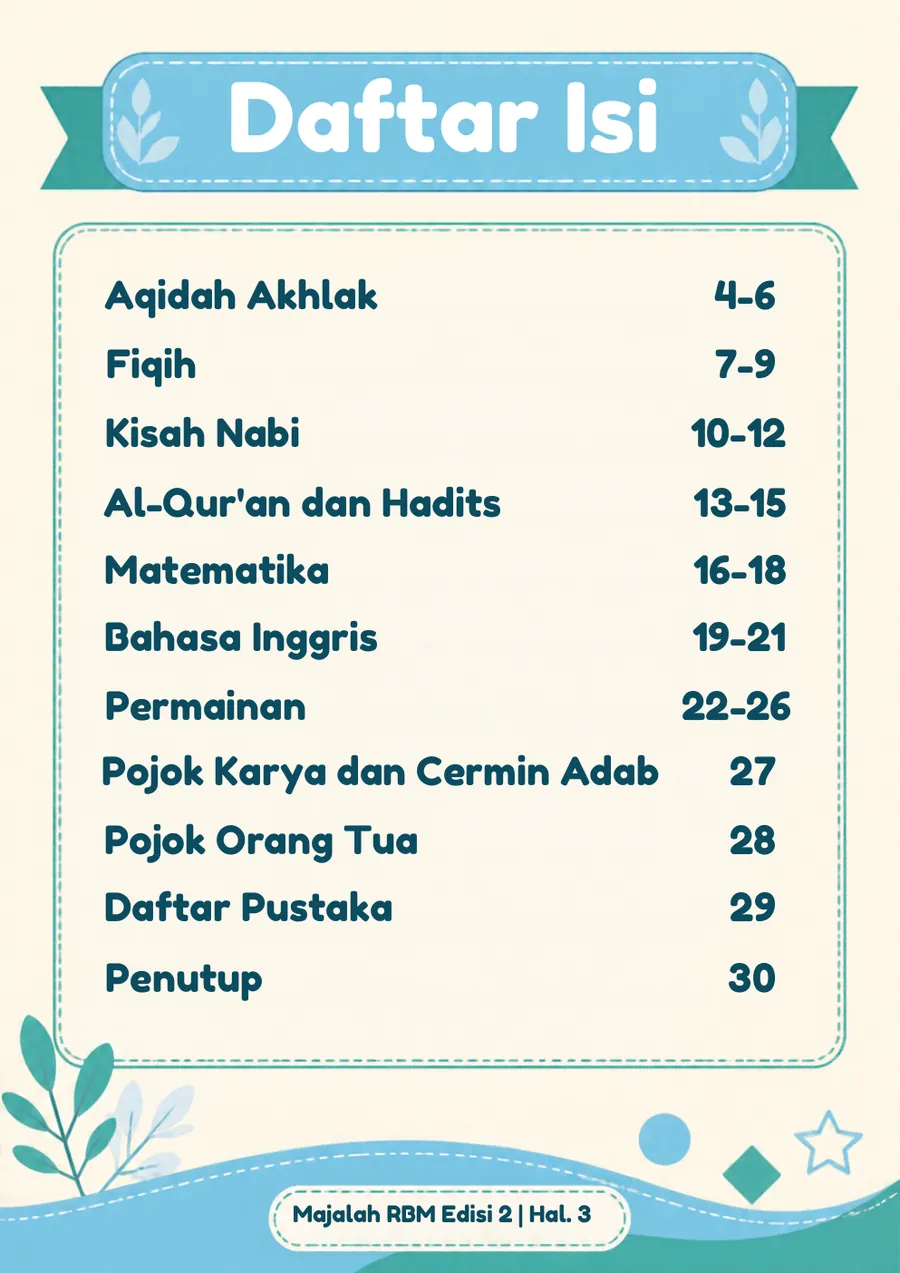 Daftar Isi
Aqidah Akhlak 4-6
Fiqih 7-9
Kisah Nabi 10-12
Al-Qur'an dan Hadits 13-15
Matematika 16-18
Bahasa Inggris 19-21
Permainan 22-26
Pojok Karya dan Cermin Adab 27
Pojok Orang Tua 28
Daftar Pustaka 29
Penutup 30
Majalah RBM Edisi 2 | Hal. 3